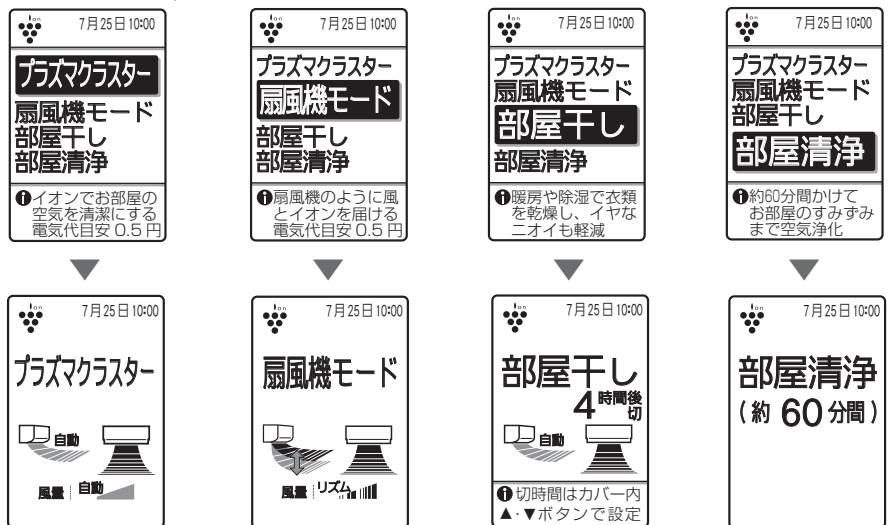 Ion
7月25日10:00
プラズマクラスター
扇風機モード
部屋干し
部屋清浄
iイオンでお部屋の
空気を清潔にする
電気代目安 0.5 円
Ion
7月25日10:00
プラズマクラスター
扇風機モード
部屋干し
部屋清浄
i扇風機のように風
とイオンを届ける
電気代目安 0.5 円
Ion
7月25日10:00
プラズマクラスター
扇風機モード
部屋干し
部屋清浄
i暖房や除湿で衣類
を乾燥し、イヤな
ニオイも軽減
Ion
7月25日10:00
プラズマクラスター
扇風機モード
部屋干し
部屋清浄
i約60分間かけて
お部屋のすみずみ
まで空気浄化
Ion
7月25日10:00
プラズマクラスター
自動
風量 自動
Ion
7月25日10:00
扇風機モード
風量 リズム
Ion
7月25日10:00
部屋干し
4時間後
切
自動
i切時間はカバー内
▲・▼ボタンで設定
Ion
7月25日10:00
部屋清浄
(約 60 分間)